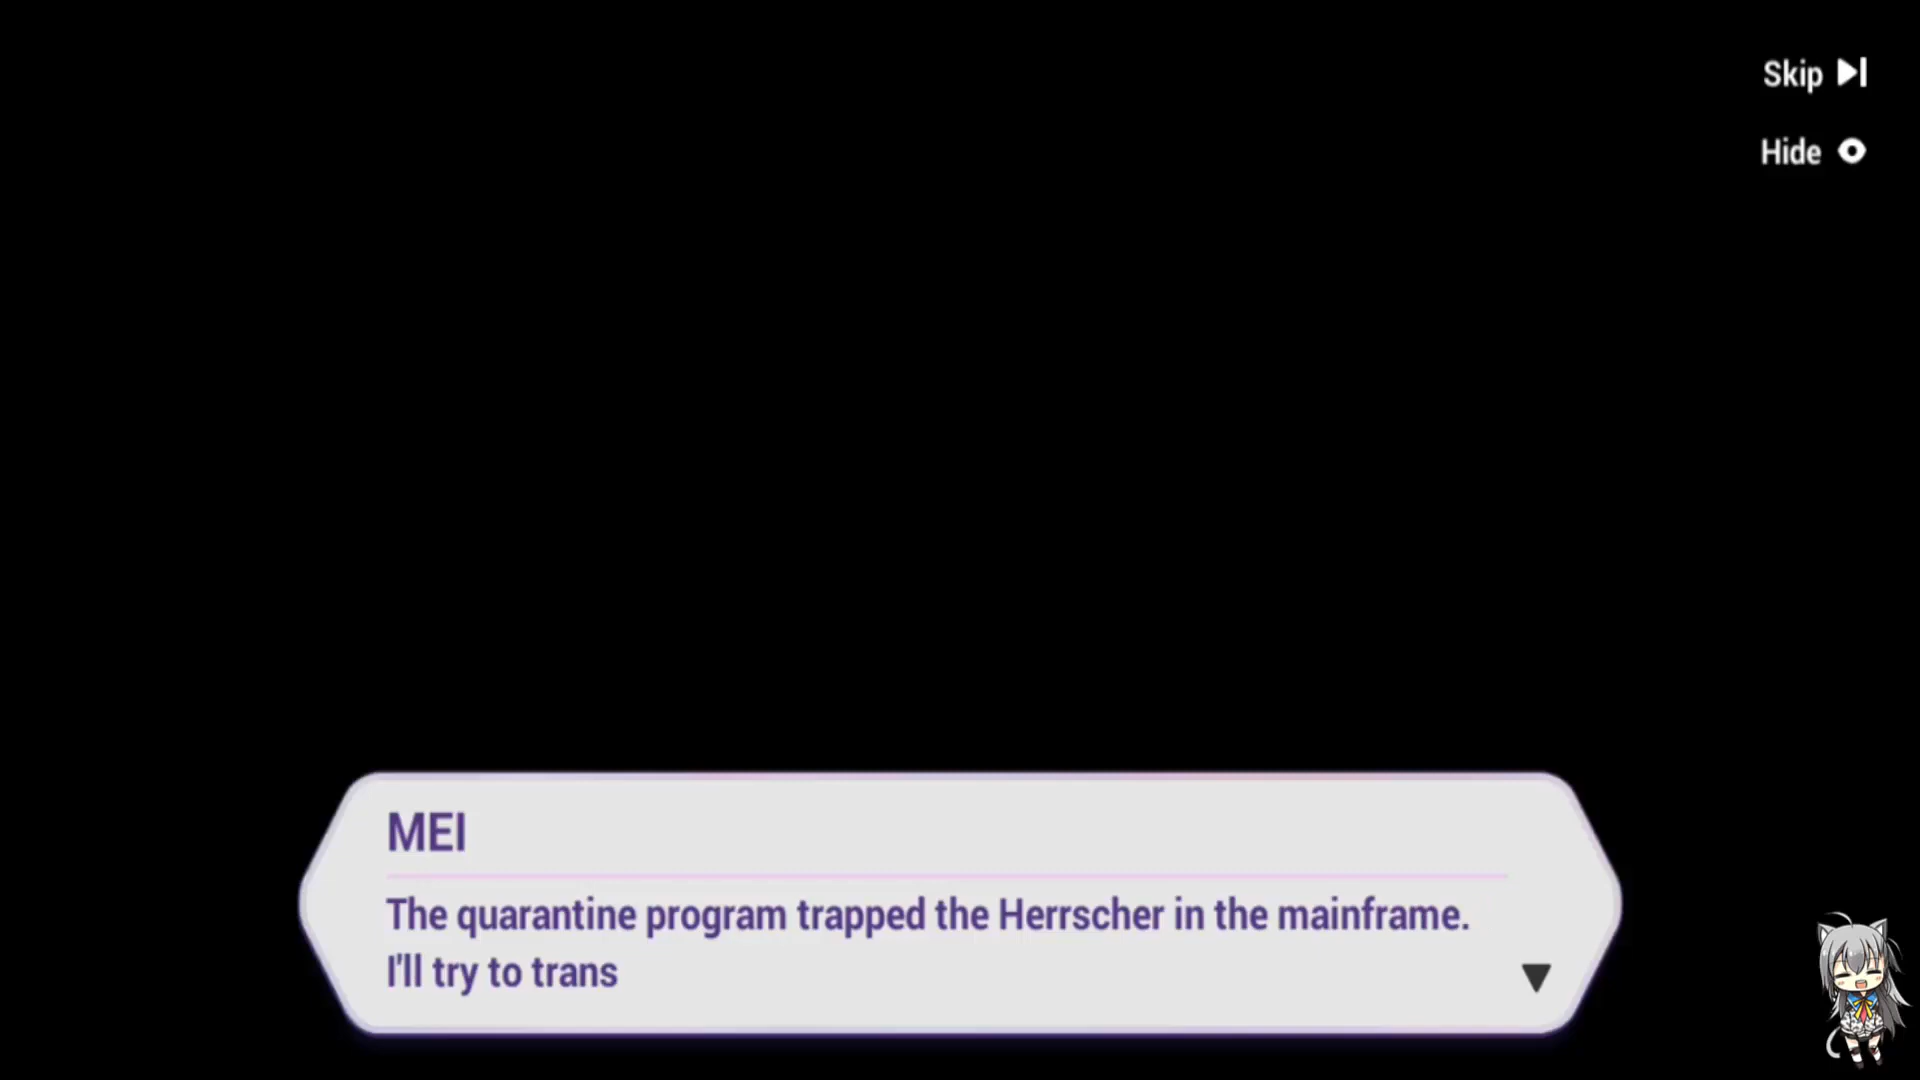 Skip
Hide
MEI
The quarantine program trapped the Herrscher in the mainframe.
I'll try to trans